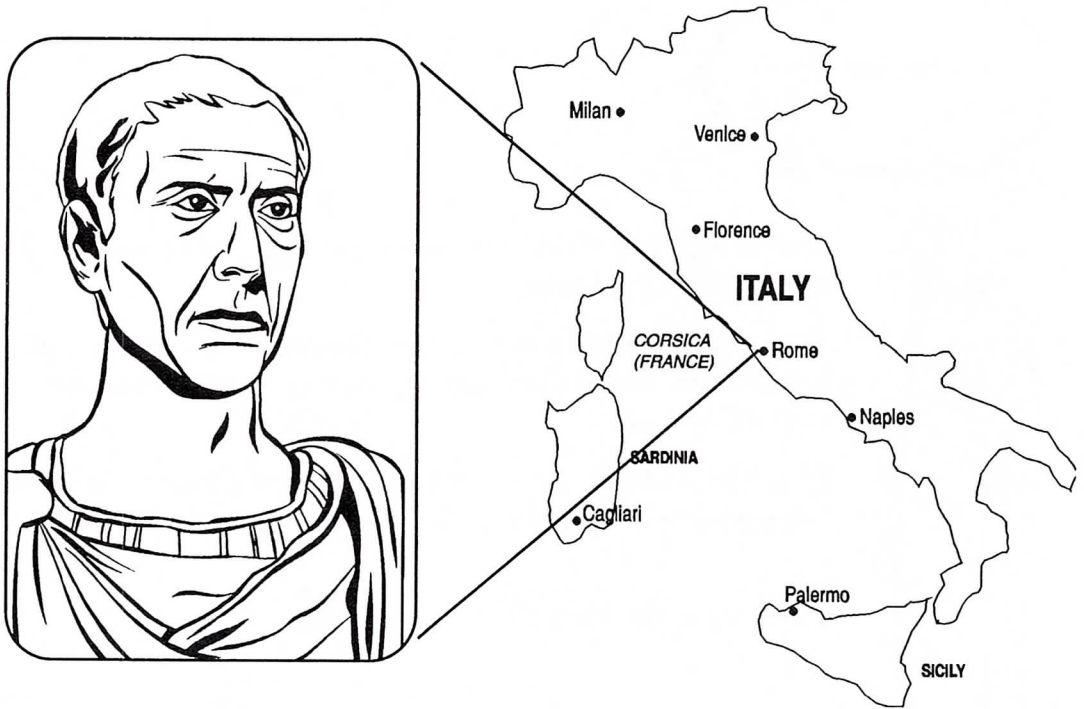 Milan
Venice
Florence
ITALY
CORSICA
(FRANCE)
Rome
Naples
SARDINIA
Cagliari
Palermo
SICILY